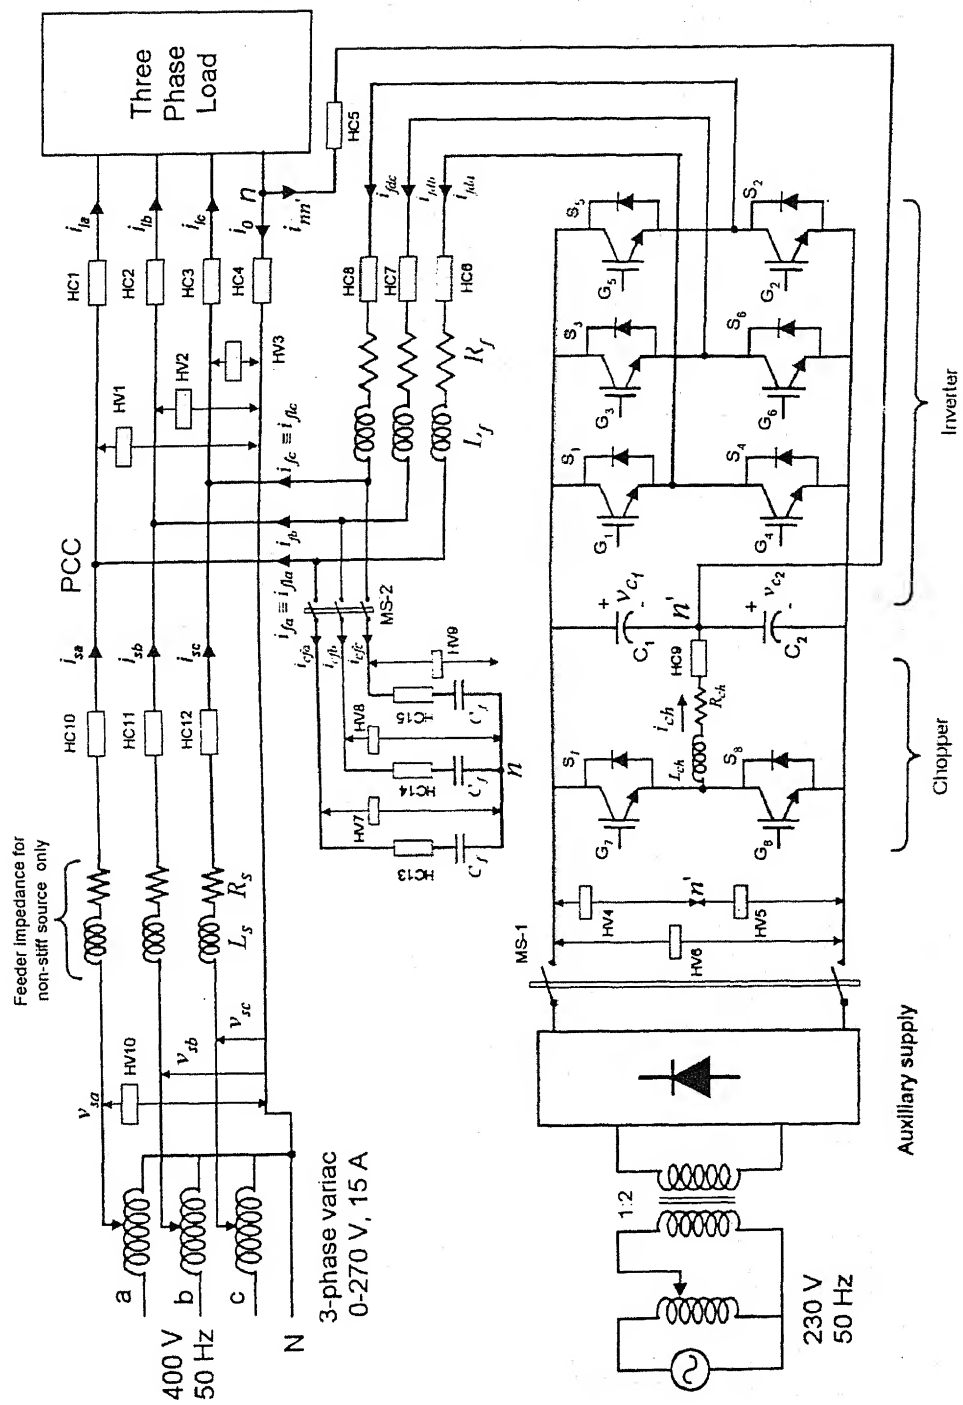 Three
Phase
Load
HC5
i_la
i_lb
i_lc
i_0
n
i_nn'
HC1
HC2
HC3
HC4
HC8
HC7
HC6
i_fdc
i_fdb
i_fda
HV1
HV2
HV3
R_f
L_f
PCC
i_fa ≡ i_fla
i_fb
i_fc ≡ i_flc
i_sa
i_sb
i_sc
HC10
HC11
HC12
MS-2
i_cfa
i_cfb
i_cfc
HV9
HV8
HV7
HC13
HC14
C_f
C_f
C_f
n
Feeder impedance for
non-stiff source only
R_s
L_s
v_sa
v_sb
v_sc
HV10
a
b
c
N
400 V
50 Hz
3-phase variac
0-270 V, 15 A
S_5
S_2
G_5
G_2
S_3
S_6
G_3
G_6
S_1
S_4
G_1
G_4
Inverter
+
v_C1
-
C_1
n'
+
v_C2
-
C_2
HC9
R_ch
i_ch
L_ch
S_7
S_8
G_7
G_8
Chopper
HV4
n'
HV5
HV6
MS-1
Auxiliary supply
1:2
230 V
50 Hz